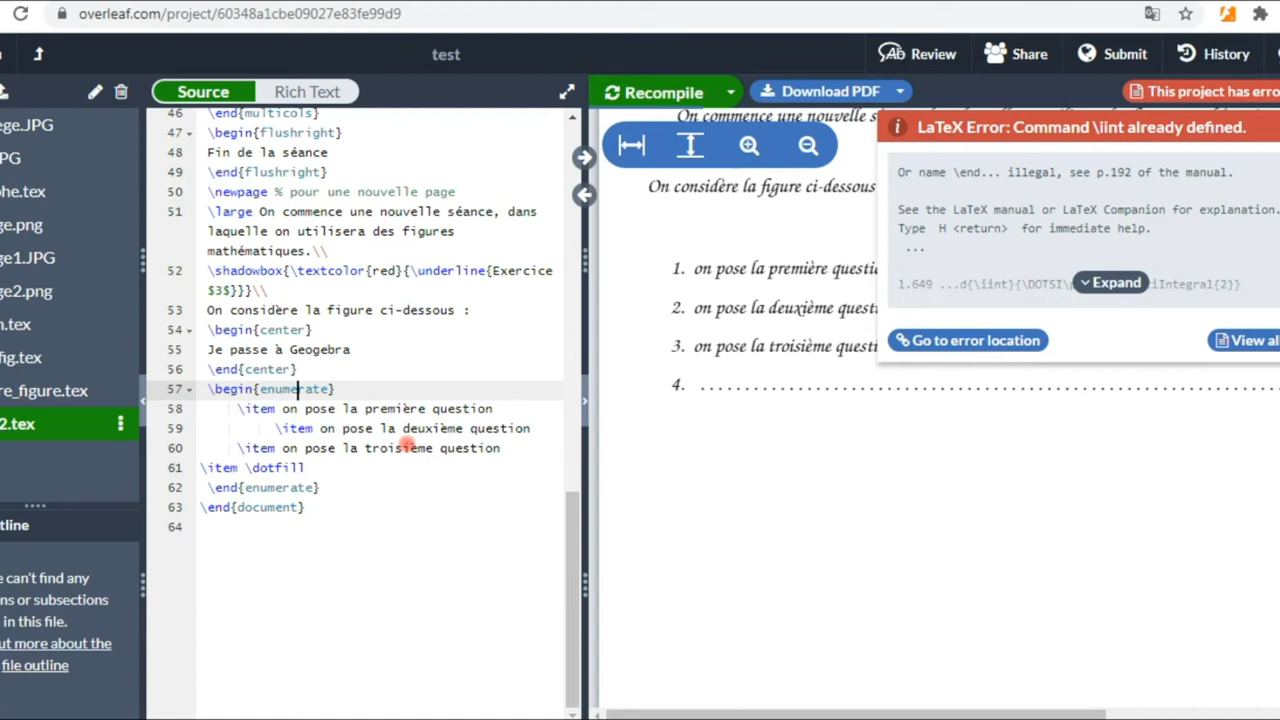 overleaf.com/project/60348a1cbe09027e83fe99d9
test
Review
Share
Submit
History
Source
Rich Text
Recompile
Download PDF
This project has erro
ege.JPG
PG
phe.tex
ge.png
ge1.JPG
ge2.png
n.tex
fig.tex
re_figure.tex
2.tex
tline
e can't find any
ns or subsections
in this file.
ut more about the
file outline
46 \end{multicols}
47 \begin{flushright}
48 Fin de la séance
49 \end{flushright}
50 \newpage % pour une nouvelle page
51 \large On commence une nouvelle séance, dans
laquelle on utilisera des figures
mathématiques.\\
52 \shadowbox{\textcolor{red}{\underline{Exercice
$3$}}}\\
53 On considère la figure ci-dessous :
54 \begin{center}
55 Je passe à Geogebra
56 \end{center}
57 \begin{enumerate}
58 \item on pose la première question
59 \item on pose la deuxième question
60 \item on pose la troisième question
61 \item \dotfill
62 \end{enumerate}
63 \end{document}
64
On commence une nouvelle s
On considère la figure ci-dessous
1. on pose la première questi
2. on pose la deuxième quest
3. on pose la troisième questi
4. ................................................
LaTeX Error: Command \iint already defined.
Or name \end... illegal, see p.192 of the manual.
See the LaTeX manual or LaTeX Companion for explanation.
Type H <return> for immediate help.
...
Expand
Go to error location
View al